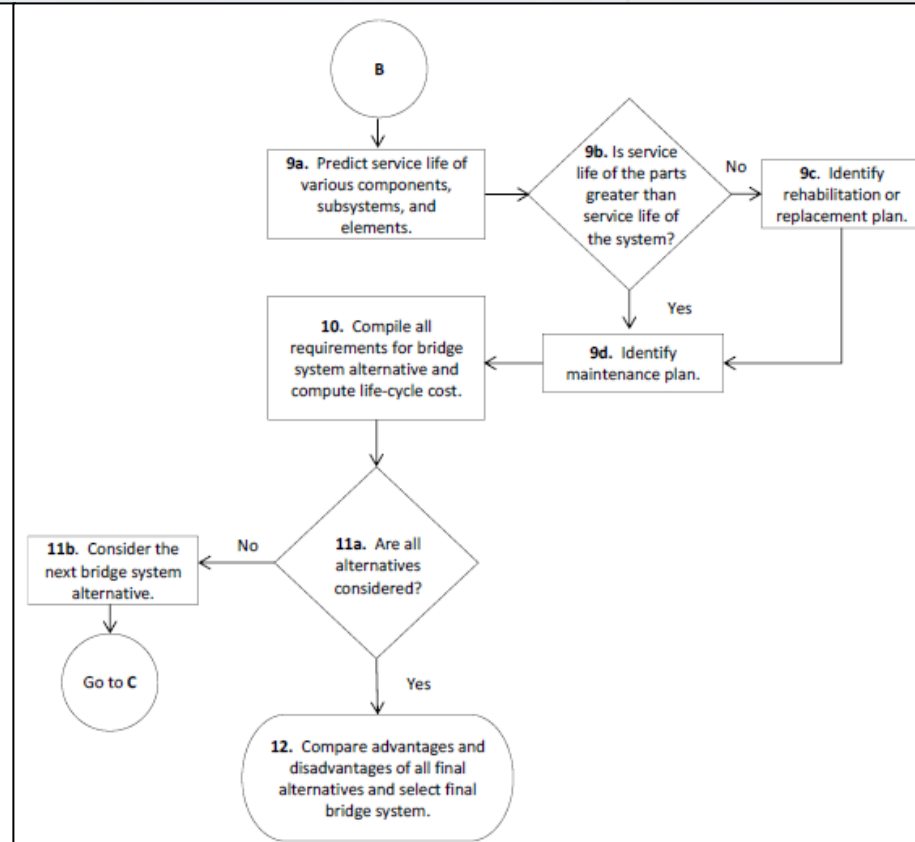 B
9a. Predict service life of
various components,
subsystems, and
elements.
9b. Is service
life of the parts
greater than
service life of
the system?
No
9c. Identify
rehabilitation or
replacement plan.
Yes
9d. Identify
maintenance plan.
10. Compile all
requirements for bridge
system alternative and
compute life-cycle cost.
11a. Are all
alternatives
considered?
No
11b. Consider the
next bridge system
alternative.
Go to C
Yes
12. Compare advantages and
disadvantages of all final
alternatives and select final
bridge system.